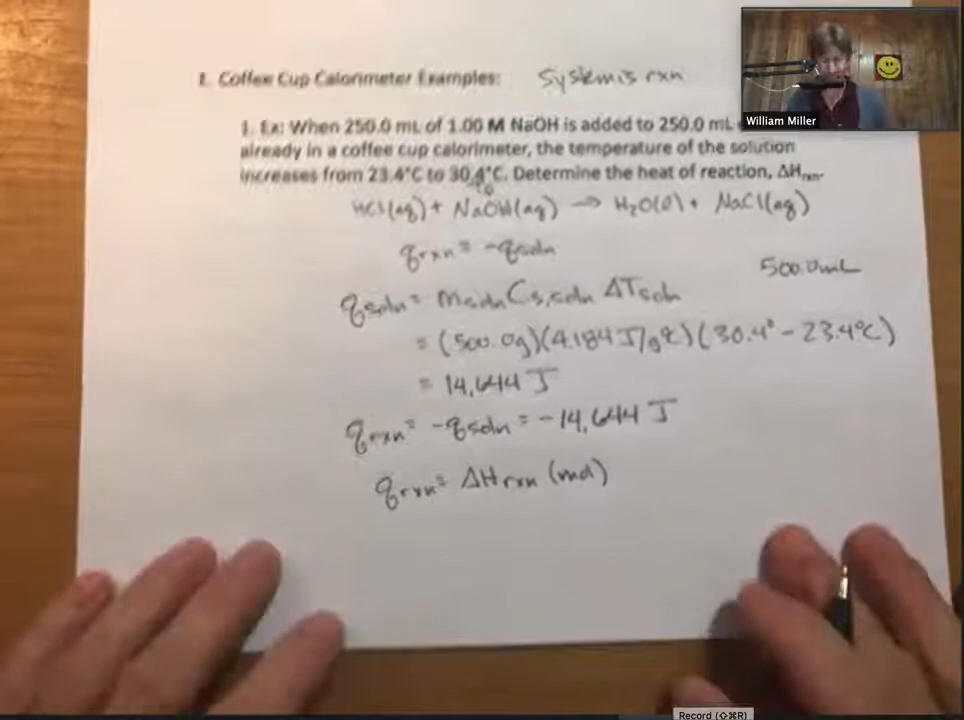 1. Coffee Cup Calorimeter Examples: System is rxn
William Miller
1. Ex: When 250.0 mL of 1.00 M NaOH is added to 250.0 mL
already in a coffee cup calorimeter, the temperature of the solution
increases from 23.4°C to 30.4°C. Determine the heat of reaction, ΔHrxn.
HCl(aq) + NaOH(aq) → H₂O(l) + NaCl(aq)
qrxn = -qsoln
500.0mL
qsoln = msoln Cs,soln ΔTsoln
= (500.0g)(4.184 J/g°C)(30.4° - 23.4°C)
= 14,644 J
qrxn = -qsoln = -14,644 J
qrxn = ΔHrxn (mol)
Record (⇧⌘R)